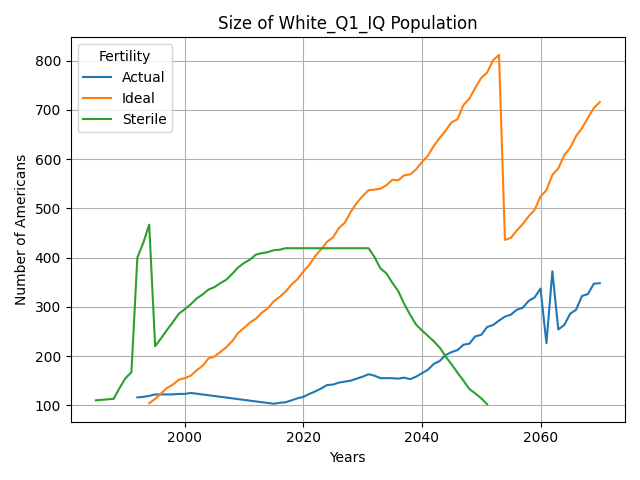 Size of White_Q1_IQ Population
Fertility
Actual
Ideal
Sterile
Number of Americans
800
700
600
500
400
300
200
100
2000 2020 2040 2060
Years